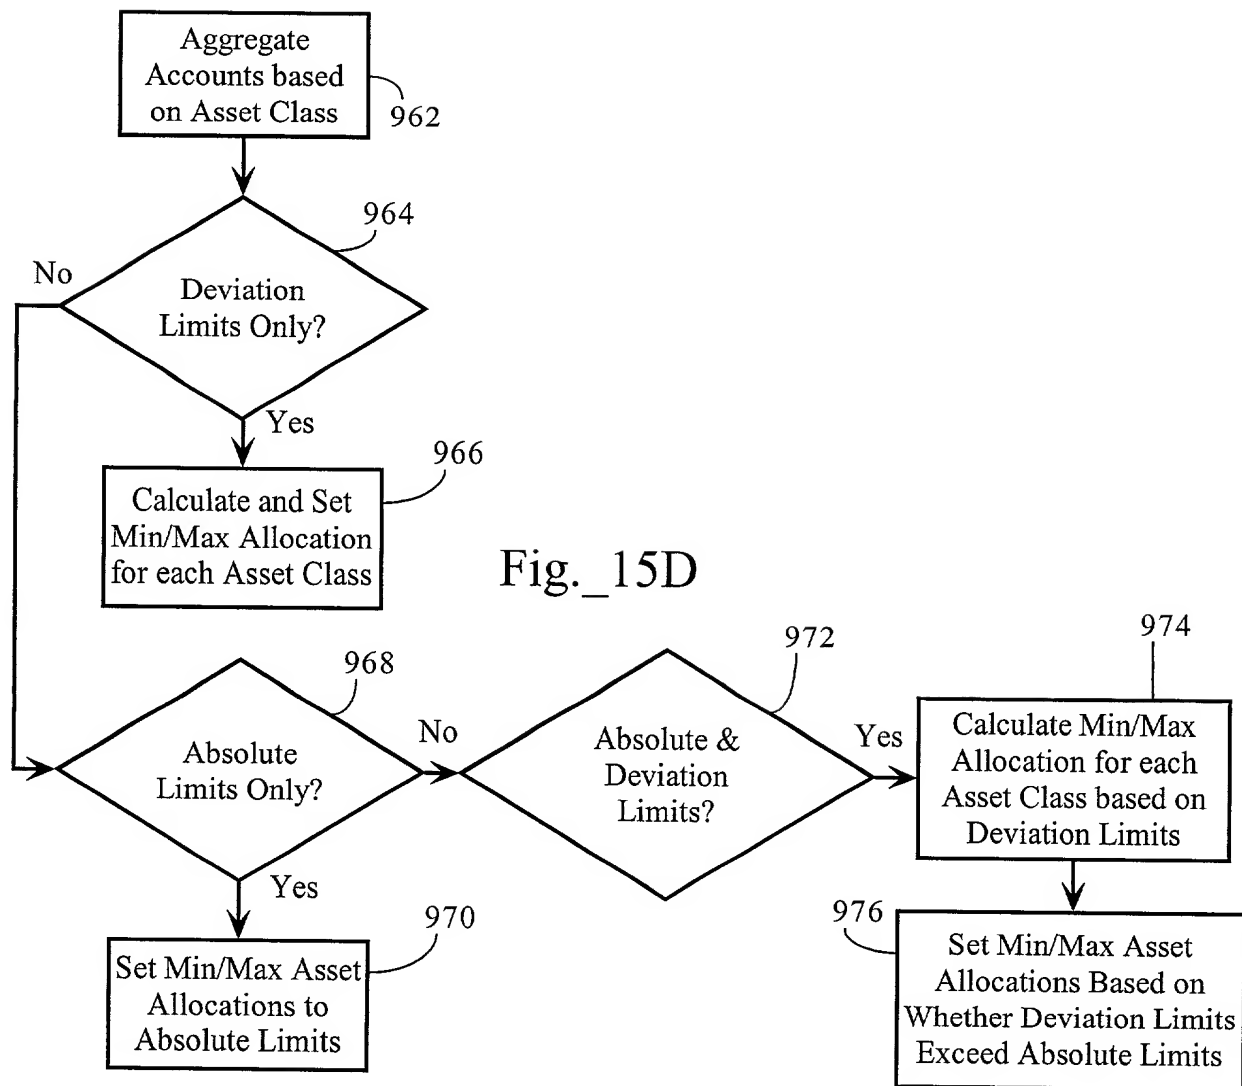 Aggregate
Accounts based
on Asset Class
962
964
No
Deviation
Limits Only?
Yes
966
Calculate and Set
Min/Max Allocation
for each Asset Class
Fig._15D
968
Absolute
Limits Only?
No
972
Absolute &
Deviation
Limits?
Yes
974
Calculate Min/Max
Allocation for each
Asset Class based on
Deviation Limits
Yes
970
Set Min/Max Asset
Allocations to
Absolute Limits
976
Set Min/Max Asset
Allocations Based on
Whether Deviation Limits
Exceed Absolute Limits